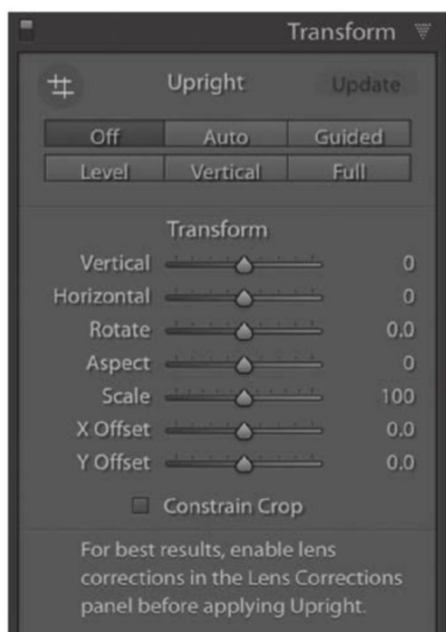 Transform
Upright Update
Off Auto Guided
Level Vertical Full
Transform
Vertical 0
Horizontal 0
Rotate 0.0
Aspect 0
Scale 100
X Offset 0.0
Y Offset 0.0
Constrain Crop
For best results, enable lens
corrections in the Lens Corrections
panel before applying Upright.